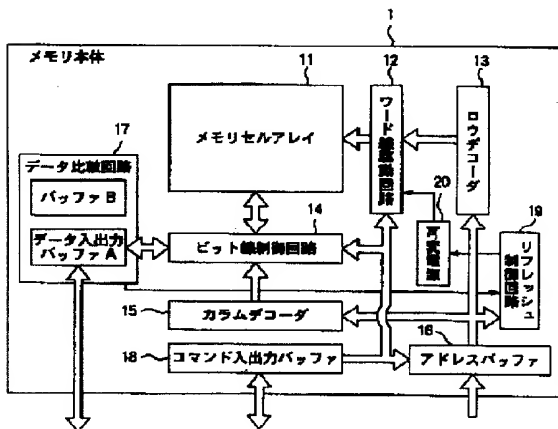 1
メモリ本体
11
12
13
メモリセルアレイ
ワード線駆動回路
ロウデコーダ
17
データ比較回路
バッファB
データ入出力
バッファA
14
ビット線制御回路
20
可変電源
19
リフレッシュ
制御回路
15
カラムデコーダ
16
18
コマンド入出力バッファ
アドレスバッファ